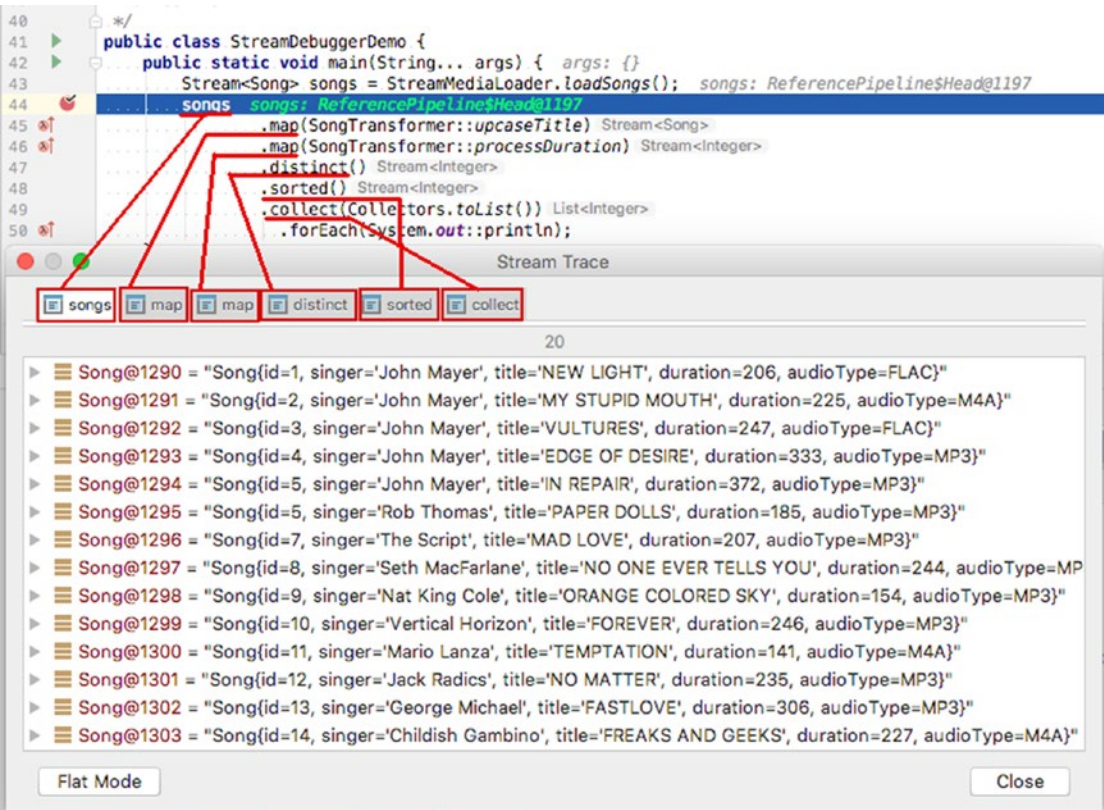 40 */
41 public class StreamDebuggerDemo {
42 public static void main(String... args) { args: {}
43 Stream<Song> songs = StreamMediaLoader.loadSongs(); songs: ReferencePipeline$Head@1197
44 songs songs: ReferencePipeline$Head@1197
45 .map(SongTransformer::upcaseTitle) Stream<Song>
46 .map(SongTransformer::processDuration) Stream<Integer>
47 .distinct() Stream<Integer>
48 .sorted() Stream<Integer>
49 .collect(Collectors.toList()) List<Integer>
50 .forEach(System.out::println);
Stream Trace
songs map map distinct sorted collect
20
Song@1290 = "Song{id=1, singer='John Mayer', title='NEW LIGHT', duration=206, audioType=FLAC}"
Song@1291 = "Song{id=2, singer='John Mayer', title='MY STUPID MOUTH', duration=225, audioType=M4A}"
Song@1292 = "Song{id=3, singer='John Mayer', title='VULTURES', duration=247, audioType=FLAC}"
Song@1293 = "Song{id=4, singer='John Mayer', title='EDGE OF DESIRE', duration=333, audioType=MP3}"
Song@1294 = "Song{id=5, singer='John Mayer', title='IN REPAIR', duration=372, audioType=MP3}"
Song@1295 = "Song{id=5, singer='Rob Thomas', title='PAPER DOLLS', duration=185, audioType=MP3}"
Song@1296 = "Song{id=7, singer='The Script', title='MAD LOVE', duration=207, audioType=MP3}"
Song@1297 = "Song{id=8, singer='Seth MacFarlane', title='NO ONE EVER TELLS YOU', duration=244, audioType=MP
Song@1298 = "Song{id=9, singer='Nat King Cole', title='ORANGE COLORED SKY', duration=154, audioType=MP3}"
Song@1299 = "Song{id=10, singer='Vertical Horizon', title='FOREVER', duration=246, audioType=MP3}"
Song@1300 = "Song{id=11, singer='Mario Lanza', title='TEMPTATION', duration=141, audioType=M4A}"
Song@1301 = "Song{id=12, singer='Jack Radics', title='NO MATTER', duration=235, audioType=MP3}"
Song@1302 = "Song{id=13, singer='George Michael', title='FASTLOVE', duration=306, audioType=MP3}"
Song@1303 = "Song{id=14, singer='Childish Gambino', title='FREAKS AND GEEKS', duration=227, audioType=M4A}"
Flat Mode Close